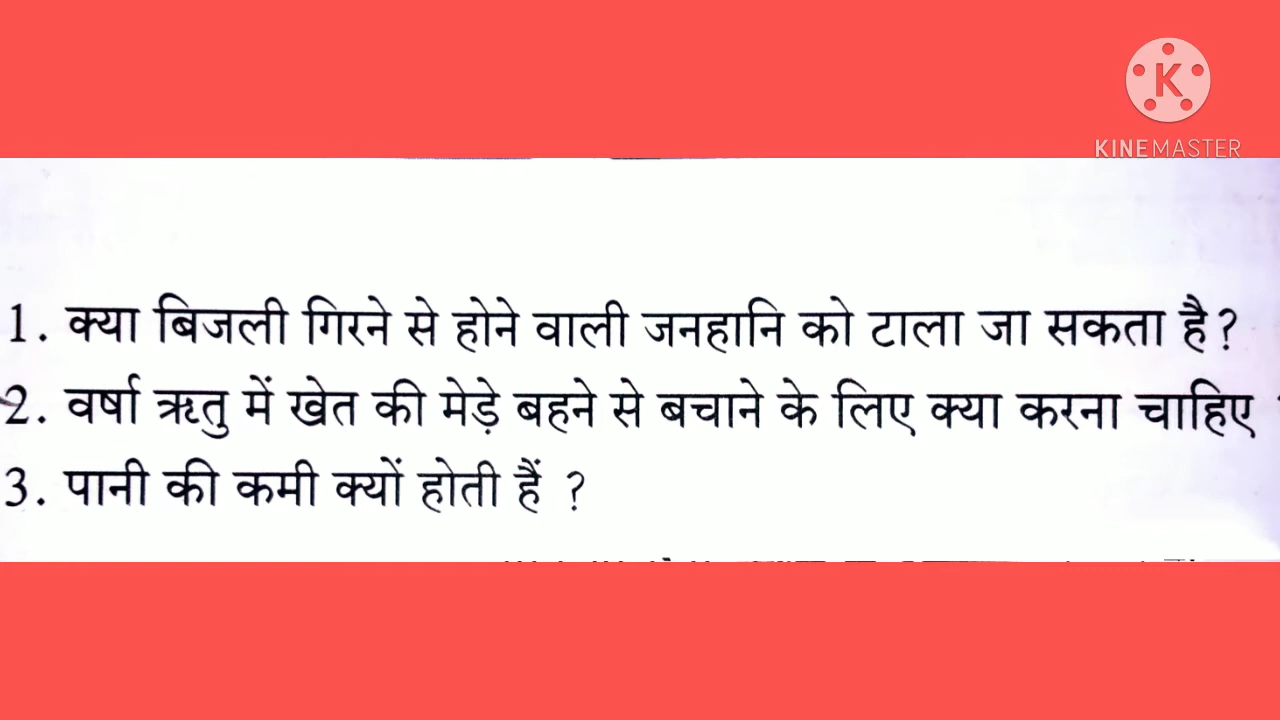 K
KINEMASTER
1. क्या बिजली गिरने से होने वाली जनहानि को टाला जा सकता है?
2. वर्षा ऋतु में खेत की मेड़े बहने से बचाने के लिए क्या करना चाहिए
3. पानी की कमी क्यों होती हैं ?